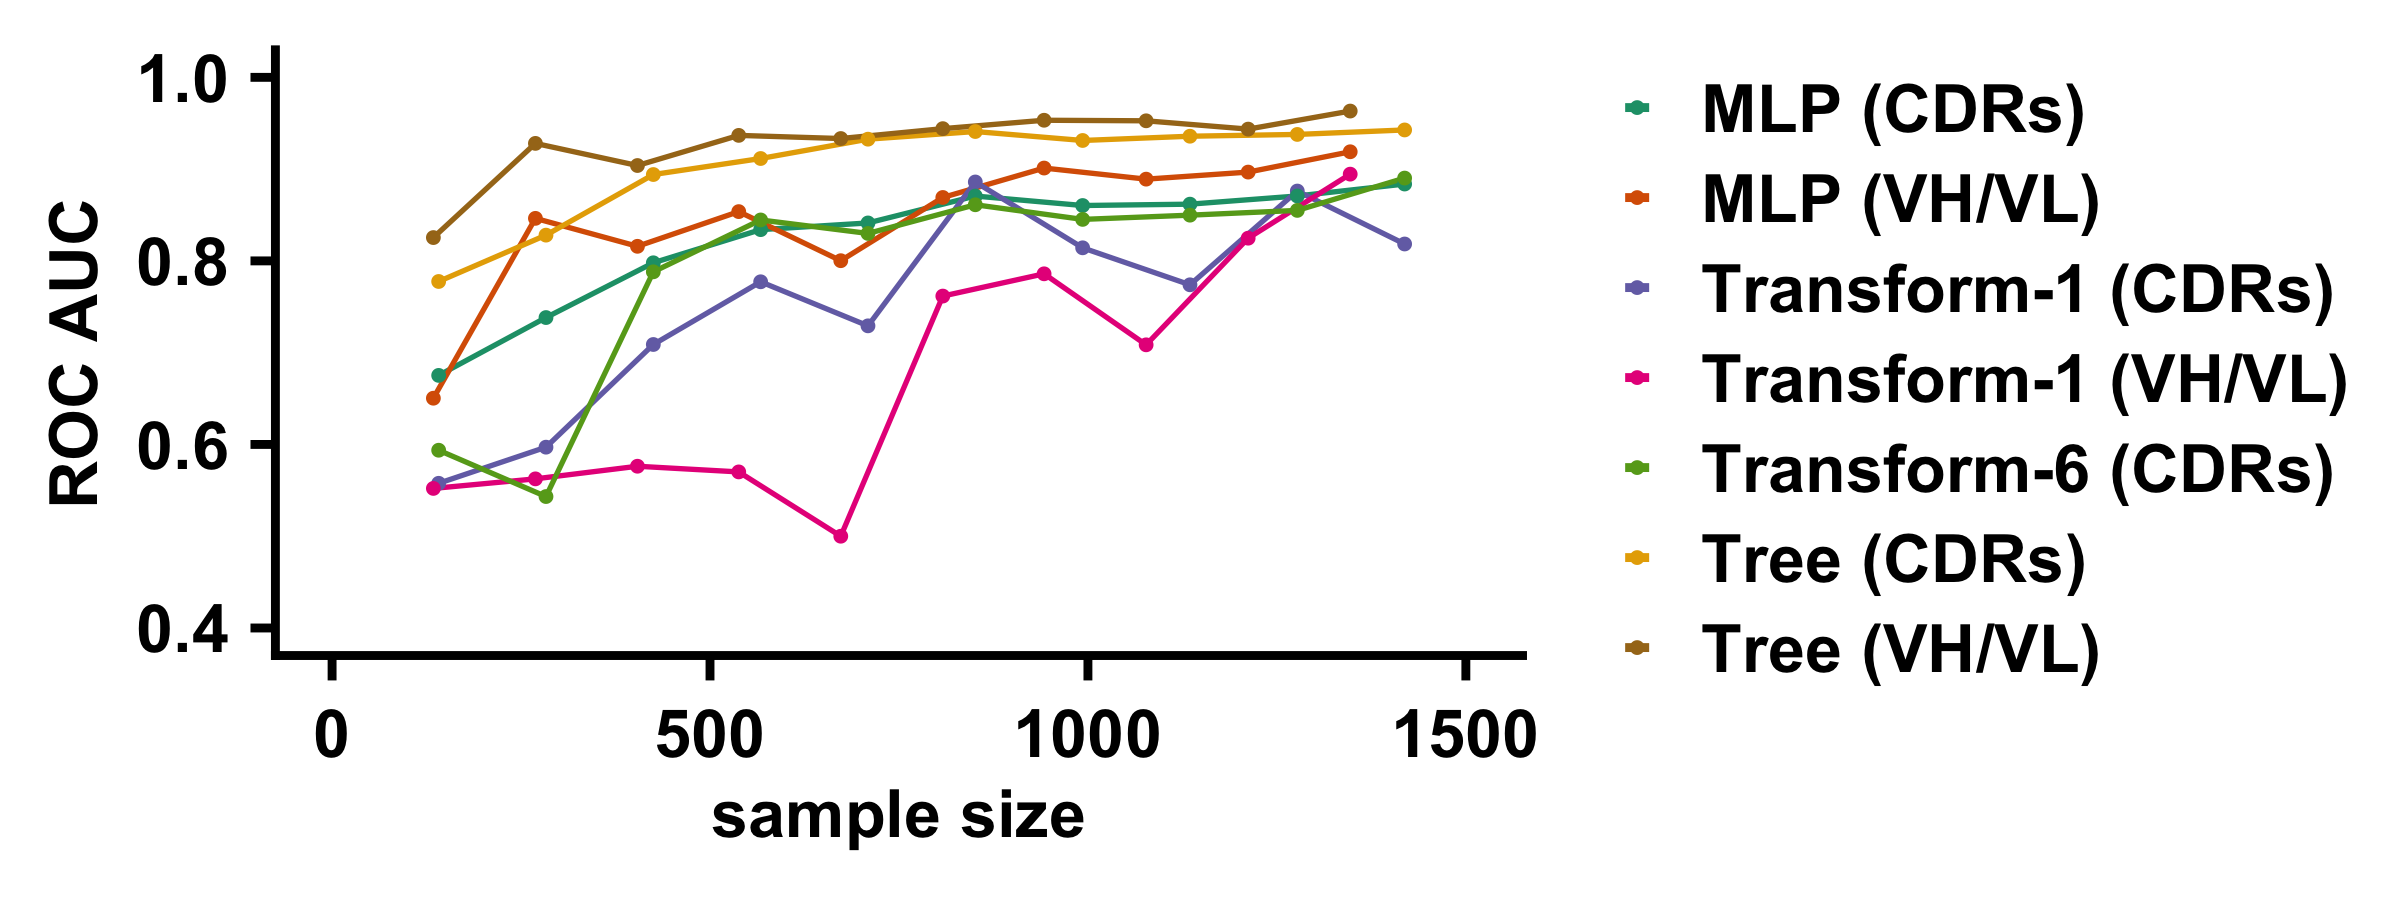 ROC AUC
1.0
0.8
0.6
0.4
0
500
1000
1500
sample size
MLP (CDRs)
MLP (VH/VL)
Transform-1 (CDRs)
Transform-1 (VH/VL)
Transform-6 (CDRs)
Tree (CDRs)
Tree (VH/VL)